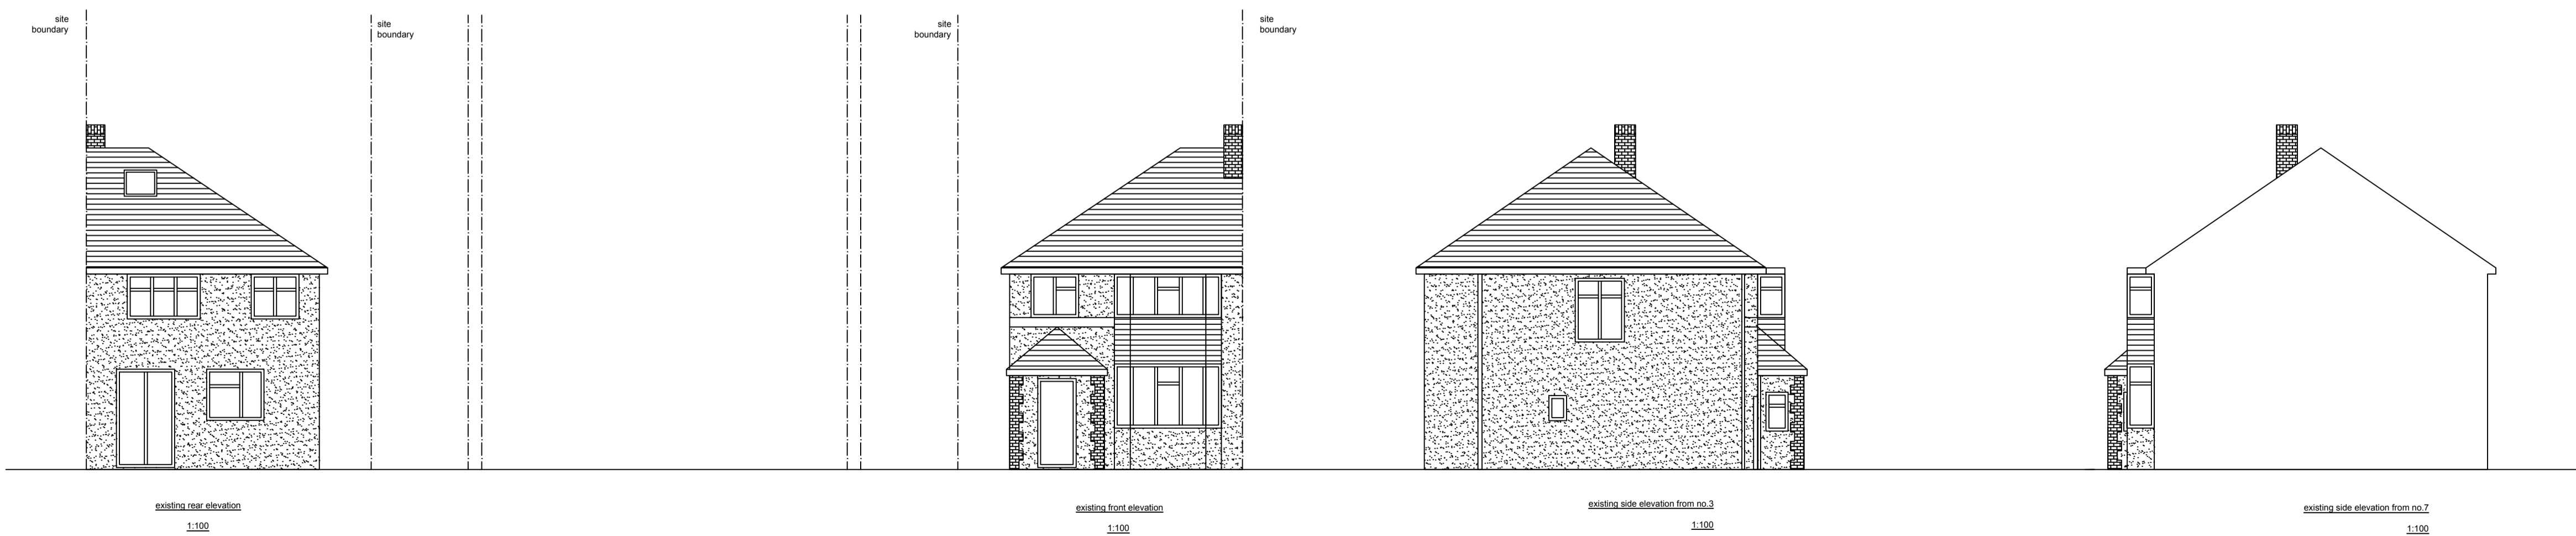 site
boundary
site
boundary
site
boundary
site
boundary
existing rear elevation
1:100
existing front elevation
1:100
existing side elevation from no.3
1:100
existing side elevation from no.7
1:100